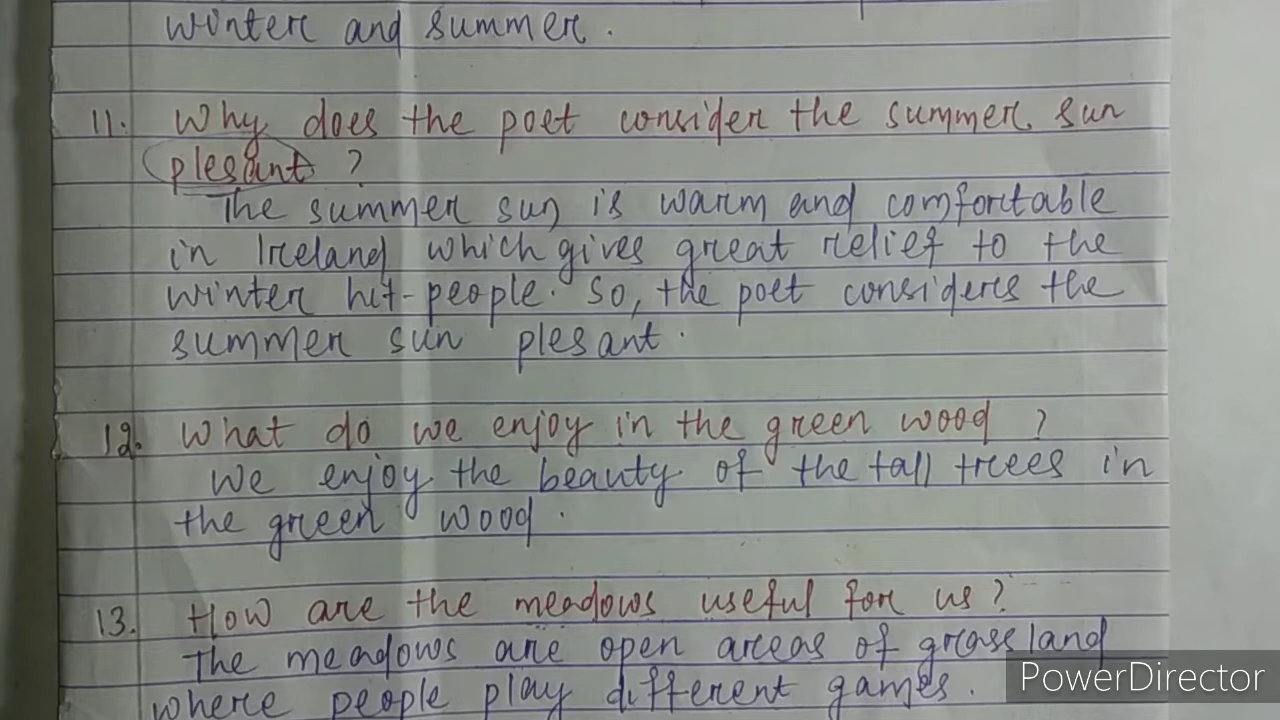 winter and summer.
11. Why does the poet consider the summer sun
plesant ?
The summer sun is warm and comfortable
in Ireland which gives great relief to the
winter hit-people. So, the poet consideres the
summer sun plesant.
12. What do we enjoy in the green wood ?
We enjoy the beauty of the tall trees in
the green wood.
13. How are the meadows useful for us?
The meadows are open areas of grass land
where people play different games.
PowerDirector